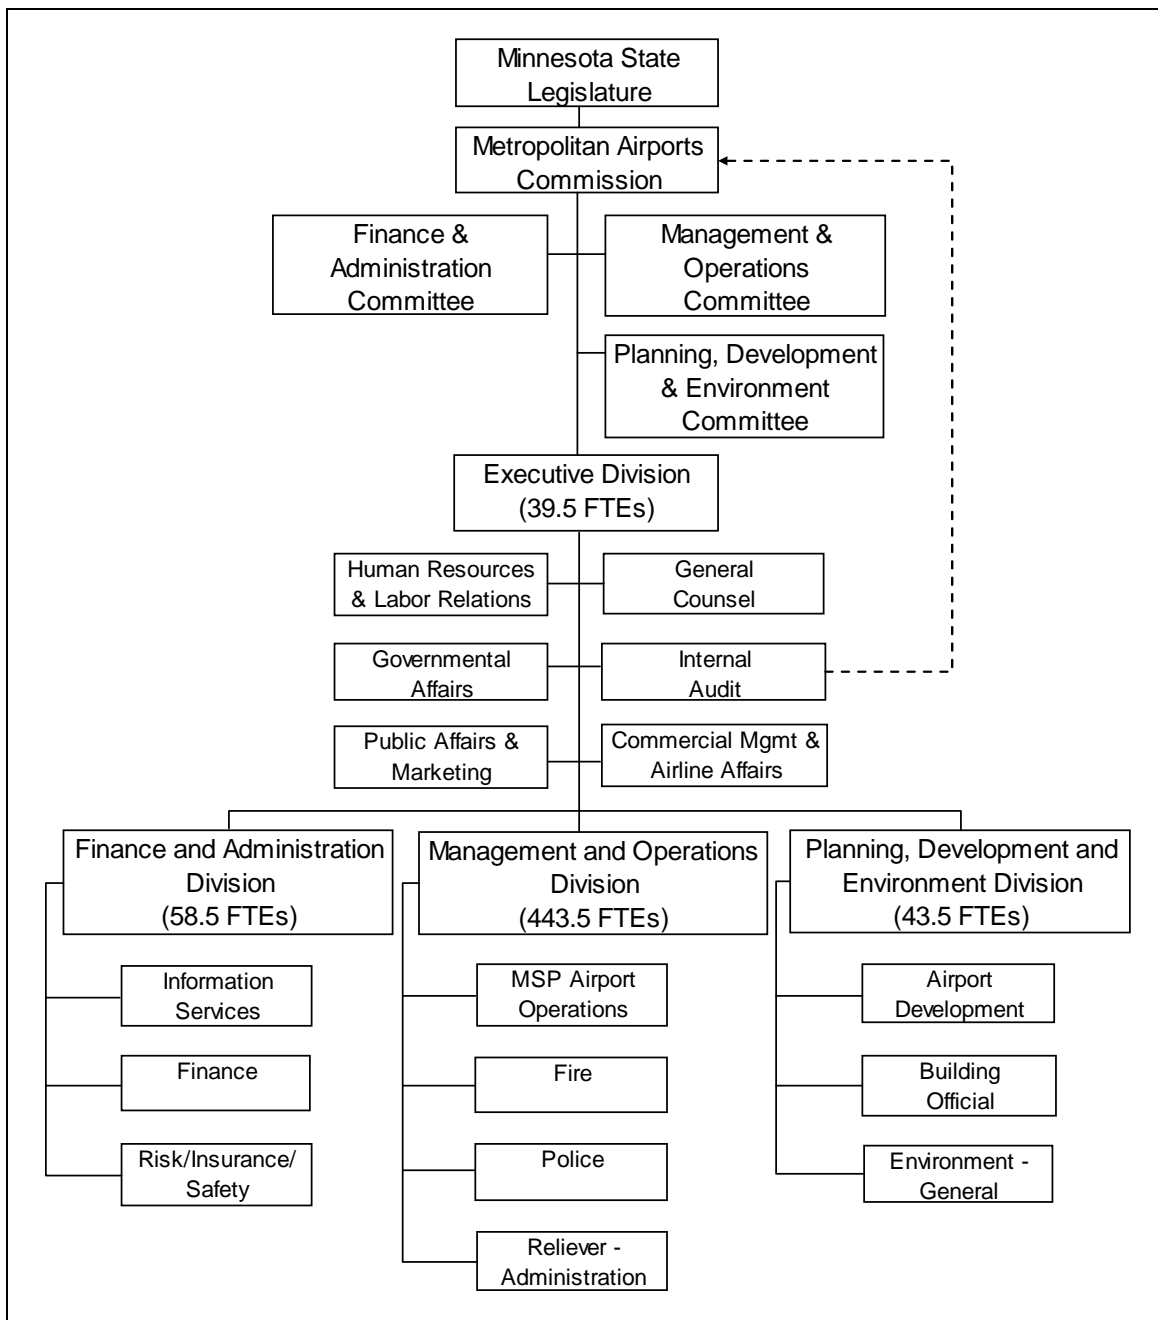 Minnesota State
Legislature
Metropolitan Airports
Commission
Finance &
Administration
Committee
Management &
Operations
Committee
Planning, Development
& Environment
Committee
Executive Division
(39.5 FTEs)
Human Resources
& Labor Relations
General
Counsel
Governmental
Affairs
Internal
Audit
Public Affairs &
Marketing
Commercial Mgmt &
Airline Affairs
Finance and Administration
Division
(58.5 FTEs)
Management and Operations
Division
(443.5 FTEs)
Planning, Development and
Environment Division
(43.5 FTEs)
Information
Services
Finance
Risk/Insurance/
Safety
MSP Airport
Operations
Fire
Police
Reliever -
Administration
Airport
Development
Building
Official
Environment -
General